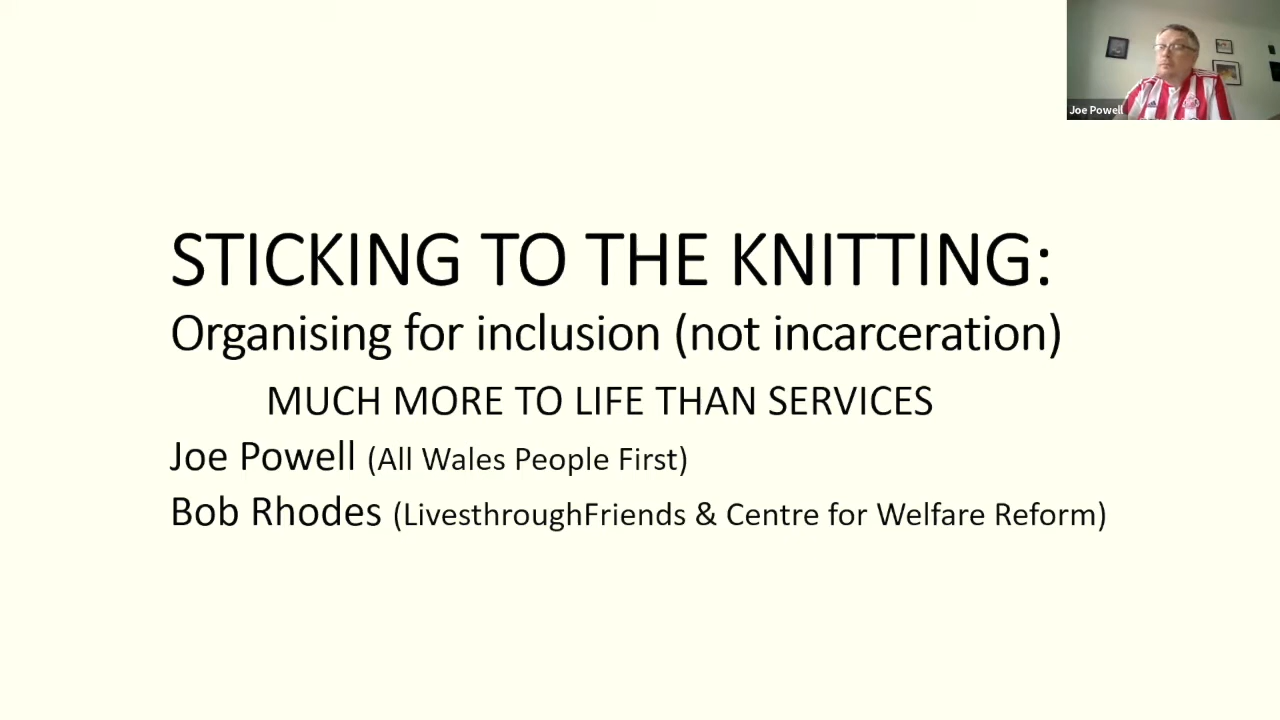 Joe Powell
STICKING TO THE KNITTING:
Organising for inclusion (not incarceration)
MUCH MORE TO LIFE THAN SERVICES
Joe Powell (All Wales People First)
Bob Rhodes (LivesthroughFriends & Centre for Welfare Reform)